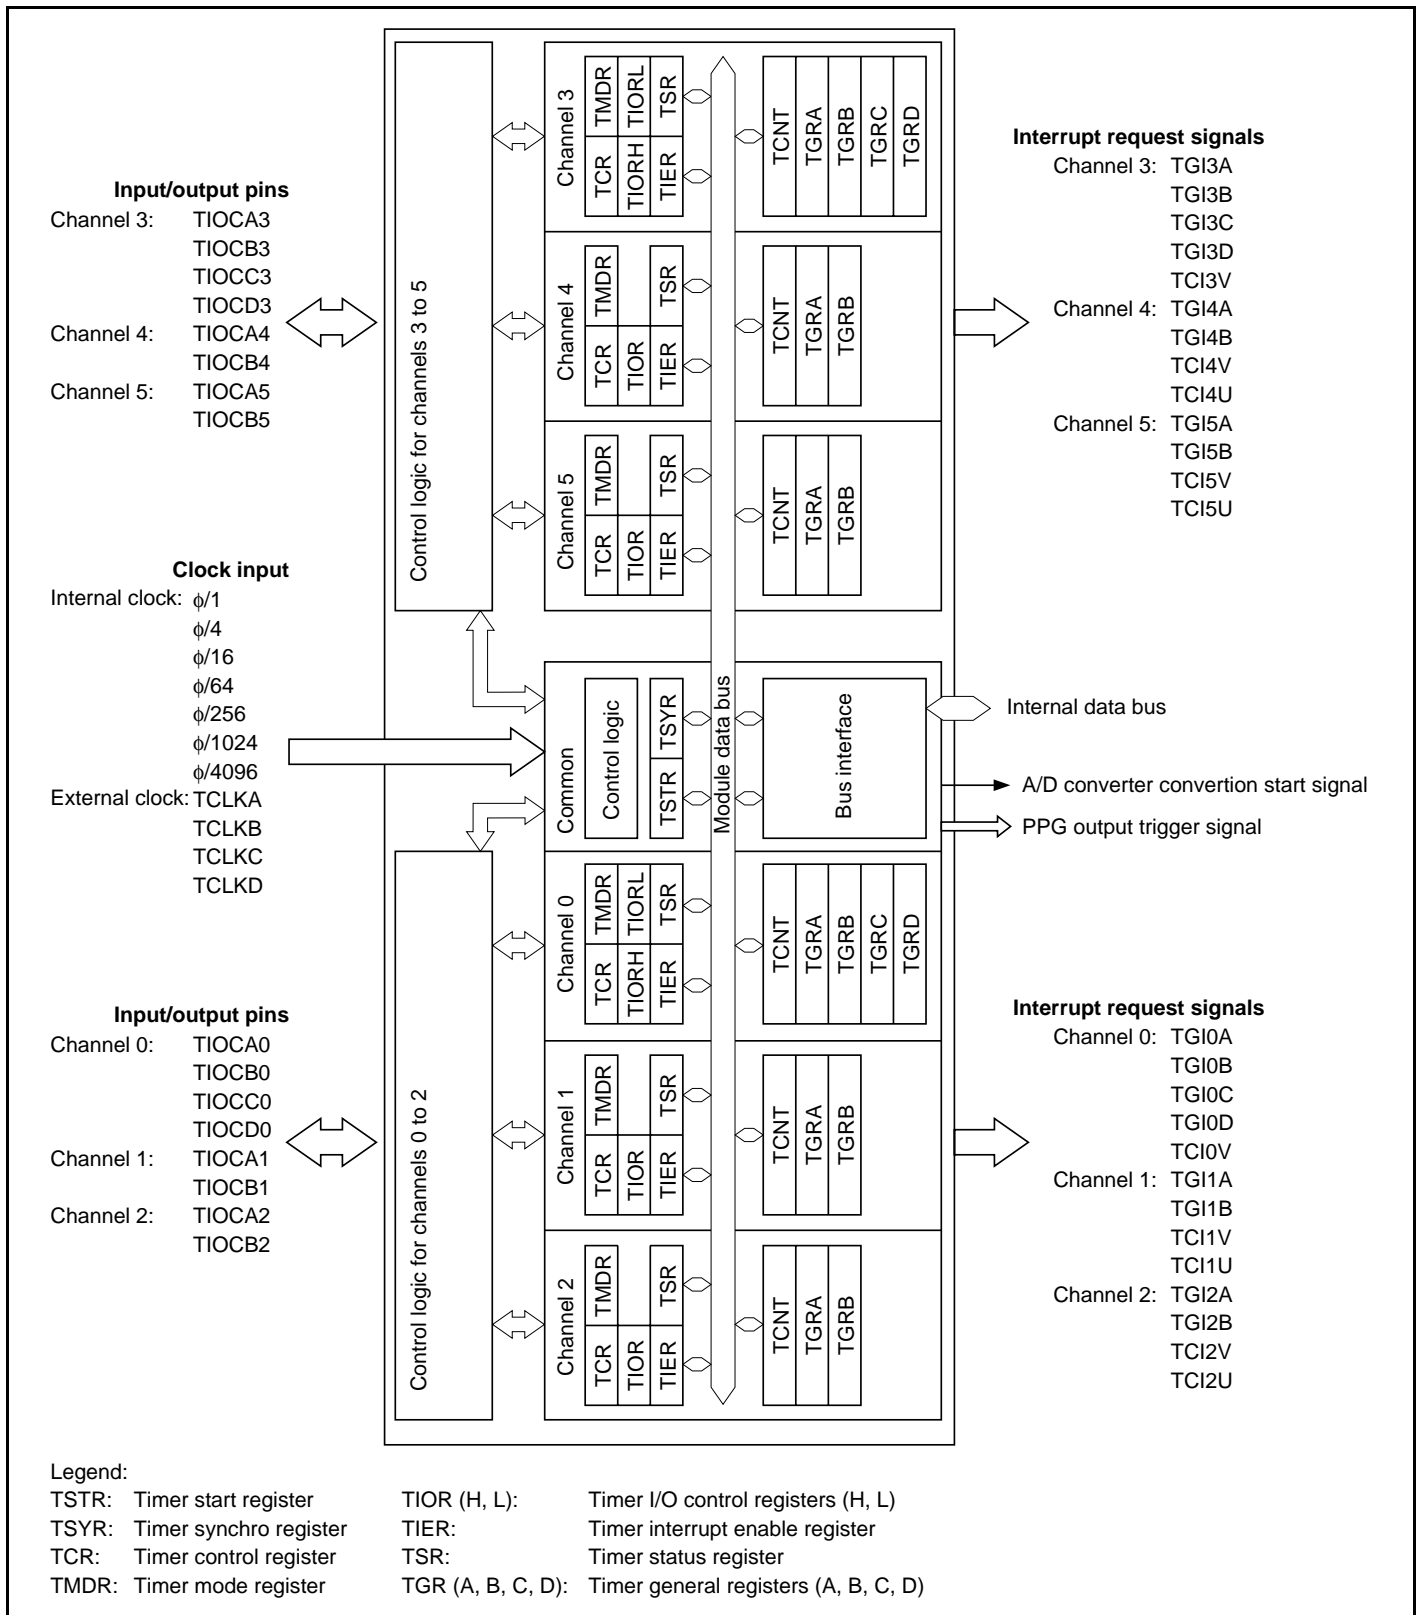 Input/output pins
Channel 3: TIOCA3
TIOCB3
TIOCC3
TIOCD3
Channel 4: TIOCA4
TIOCB4
Channel 5: TIOCA5
TIOCB5
Clock input
Internal clock: ϕ/1
ϕ/4
ϕ/16
ϕ/64
ϕ/256
ϕ/1024
ϕ/4096
External clock: TCLKA
TCLKB
TCLKC
TCLKD
Input/output pins
Channel 0: TIOCA0
TIOCB0
TIOCC0
TIOCD0
Channel 1: TIOCA1
TIOCB1
Channel 2: TIOCA2
TIOCB2
Control logic for channels 3 to 5
Control logic for channels 0 to 2
Channel 3
TCR TMDR
TIORH TIORL
TIER TSR
TCNT
TGRA
TGRB
TGRC
TGRD
Channel 4
TCR TMDR
TIOR
TIER TSR
TCNT
TGRA
TGRB
Channel 5
TCR TMDR
TIOR
TIER TSR
TCNT
TGRA
TGRB
Common
Control logic
TSTR TSYR
Module data bus
Bus interface
Channel 0
TCR TMDR
TIORH TIORL
TIER TSR
TCNT
TGRA
TGRB
TGRC
TGRD
Channel 1
TCR TMDR
TIOR
TIER TSR
TCNT
TGRA
TGRB
Channel 2
TCR TMDR
TIOR
TIER TSR
TCNT
TGRA
TGRB
Interrupt request signals
Channel 3: TGI3A
TGI3B
TGI3C
TGI3D
TCI3V
Channel 4: TGI4A
TGI4B
TCI4V
TCI4U
Channel 5: TGI5A
TGI5B
TCI5V
TCI5U
Internal data bus
A/D converter convertion start signal
PPG output trigger signal
Interrupt request signals
Channel 0: TGI0A
TGI0B
TGI0C
TGI0D
TCI0V
Channel 1: TGI1A
TGI1B
TCI1V
TCI1U
Channel 2: TGI2A
TGI2B
TCI2V
TCI2U
Legend:
TSTR: Timer start register TIOR (H, L): Timer I/O control registers (H, L)
TSYR: Timer synchro register TIER: Timer interrupt enable register
TCR: Timer control register TSR: Timer status register
TMDR: Timer mode register TGR (A, B, C, D): Timer general registers (A, B, C, D)